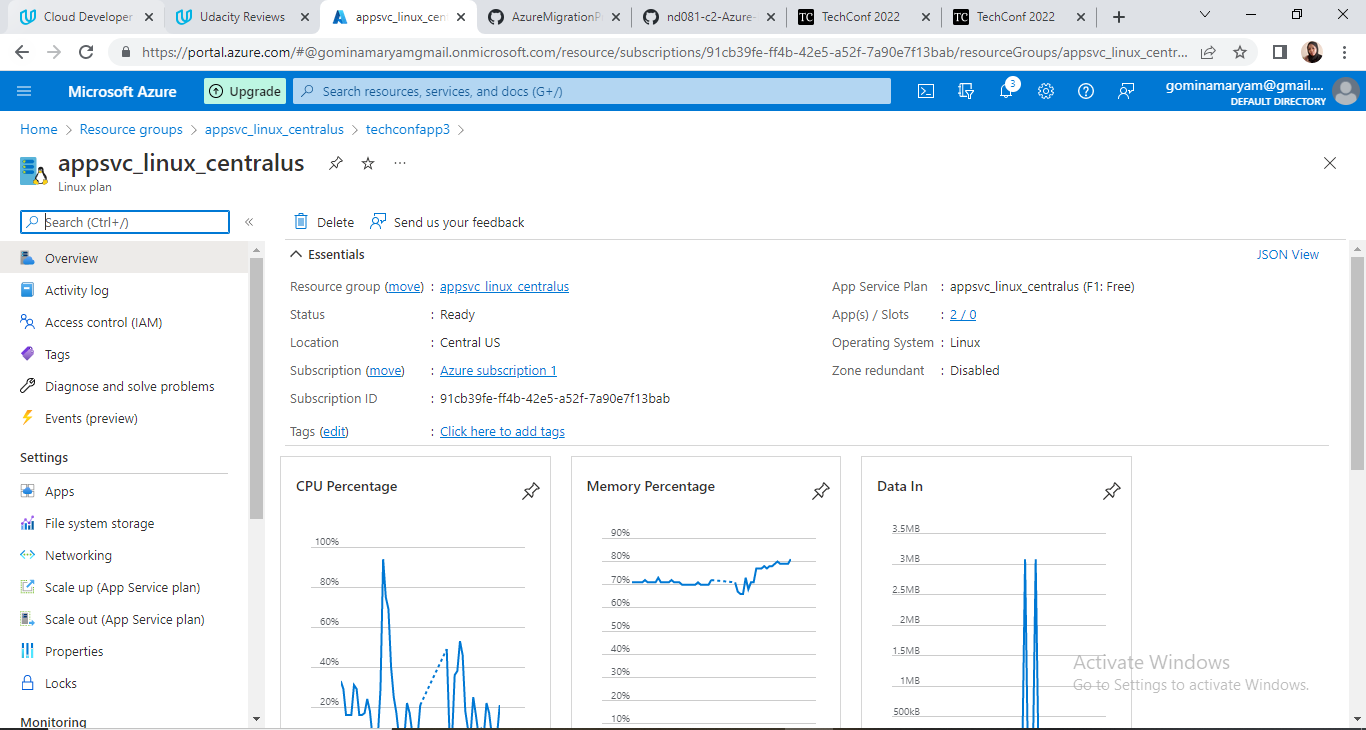 Cloud Developer
Udacity Reviews
appsvc_linux_cen
AzureMigrationP
nd081-c2-Azure-
TechConf 2022
TechConf 2022
https://portal.azure.com/#@gominamaryamgmail.onmicrosoft.com/resource/subscriptions/91cb39fe-ff4b-42e5-a52f-7a90e7f13bab/resourceGroups/appsvc_linux_centr...
Microsoft Azure
Upgrade
Search resources, services, and docs (G+/)
3
gominamaryam@gmail....
DEFAULT DIRECTORY
Home > Resource groups > appsvc_linux_centralus > techconfapp3 >
appsvc_linux_centralus
Linux plan
Search (Ctrl+/)
Overview
Activity log
Access control (IAM)
Tags
Diagnose and solve problems
Events (preview)
Settings
Apps
File system storage
Networking
Scale up (App Service plan)
Scale out (App Service plan)
Properties
Locks
Monitoring
Delete
Send us your feedback
Essentials
JSON View
Resource group (move) : appsvc_linux_centralus
Status : Ready
Location : Central US
Subscription (move) : Azure subscription 1
Subscription ID : 91cb39fe-ff4b-42e5-a52f-7a90e7f13bab
Tags (edit) : Click here to add tags
App Service Plan : appsvc_linux_centralus (F1: Free)
App(s) / Slots : 2 / 0
Operating System : Linux
Zone redundant : Disabled
CPU Percentage
100%
80%
60%
40%
20%
Memory Percentage
90%
80%
70%
60%
50%
40%
30%
20%
10%
Data In
3.5MB
3MB
2.5MB
2MB
1.5MB
1MB
500kB
Activate Windows
Go to Settings to activate Windows.